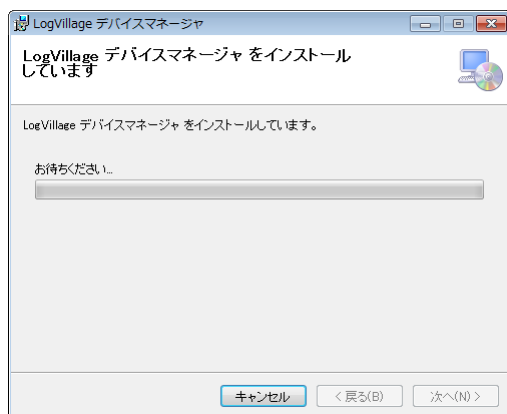 LogVillage デバイスマネージャ
LogVillage デバイスマネージャ をインストール
しています
LogVillage デバイスマネージャ をインストールしています。
お待ちください...
キャンセル
< 戻る(B)
次へ(N) >